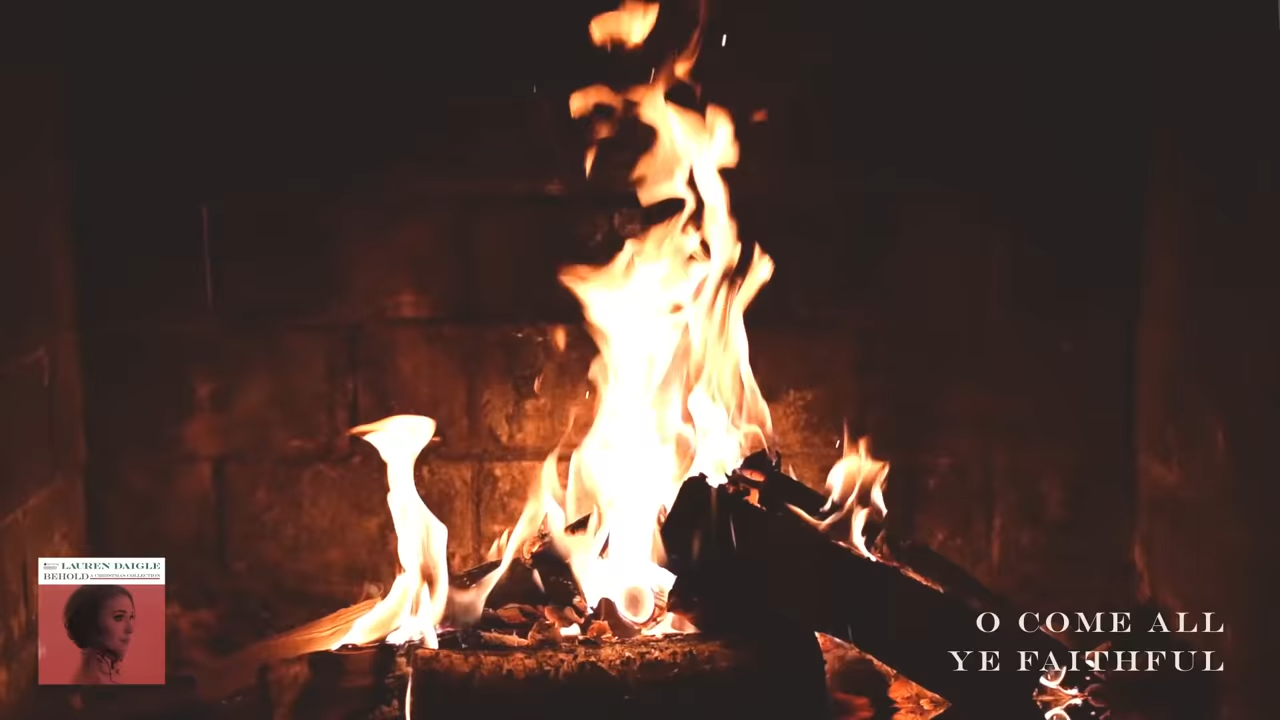 LAUREN DAIGLE
BEHOLD A CHRISTMAS COLLECTION
O COME ALL
YE FAITHFUL